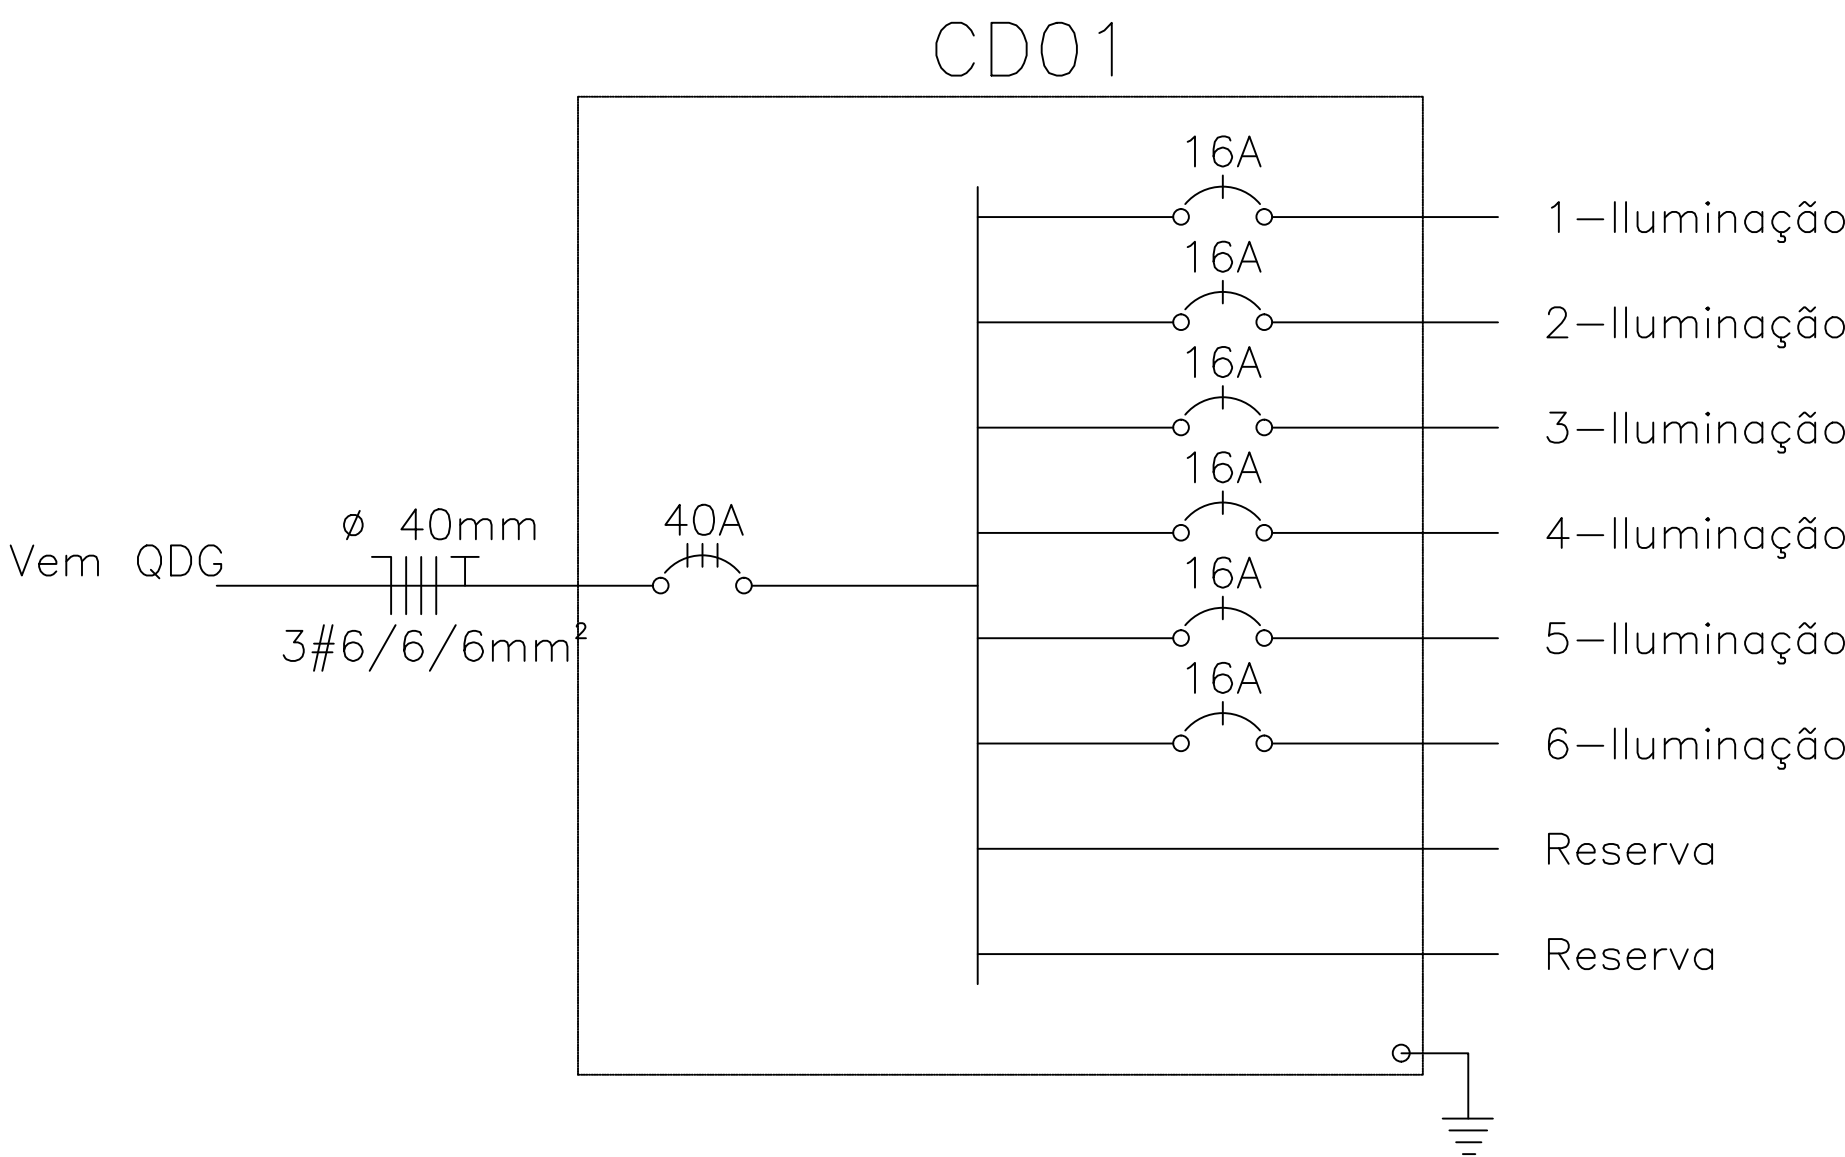 CD01
16A
1-Iluminação
16A
2-Iluminação
16A
3-Iluminação
16A
4-Iluminação
Vem QDG
ø 40mm
40A
3#6/6/6mm²
16A
5-Iluminação
16A
6-Iluminação
Reserva
Reserva